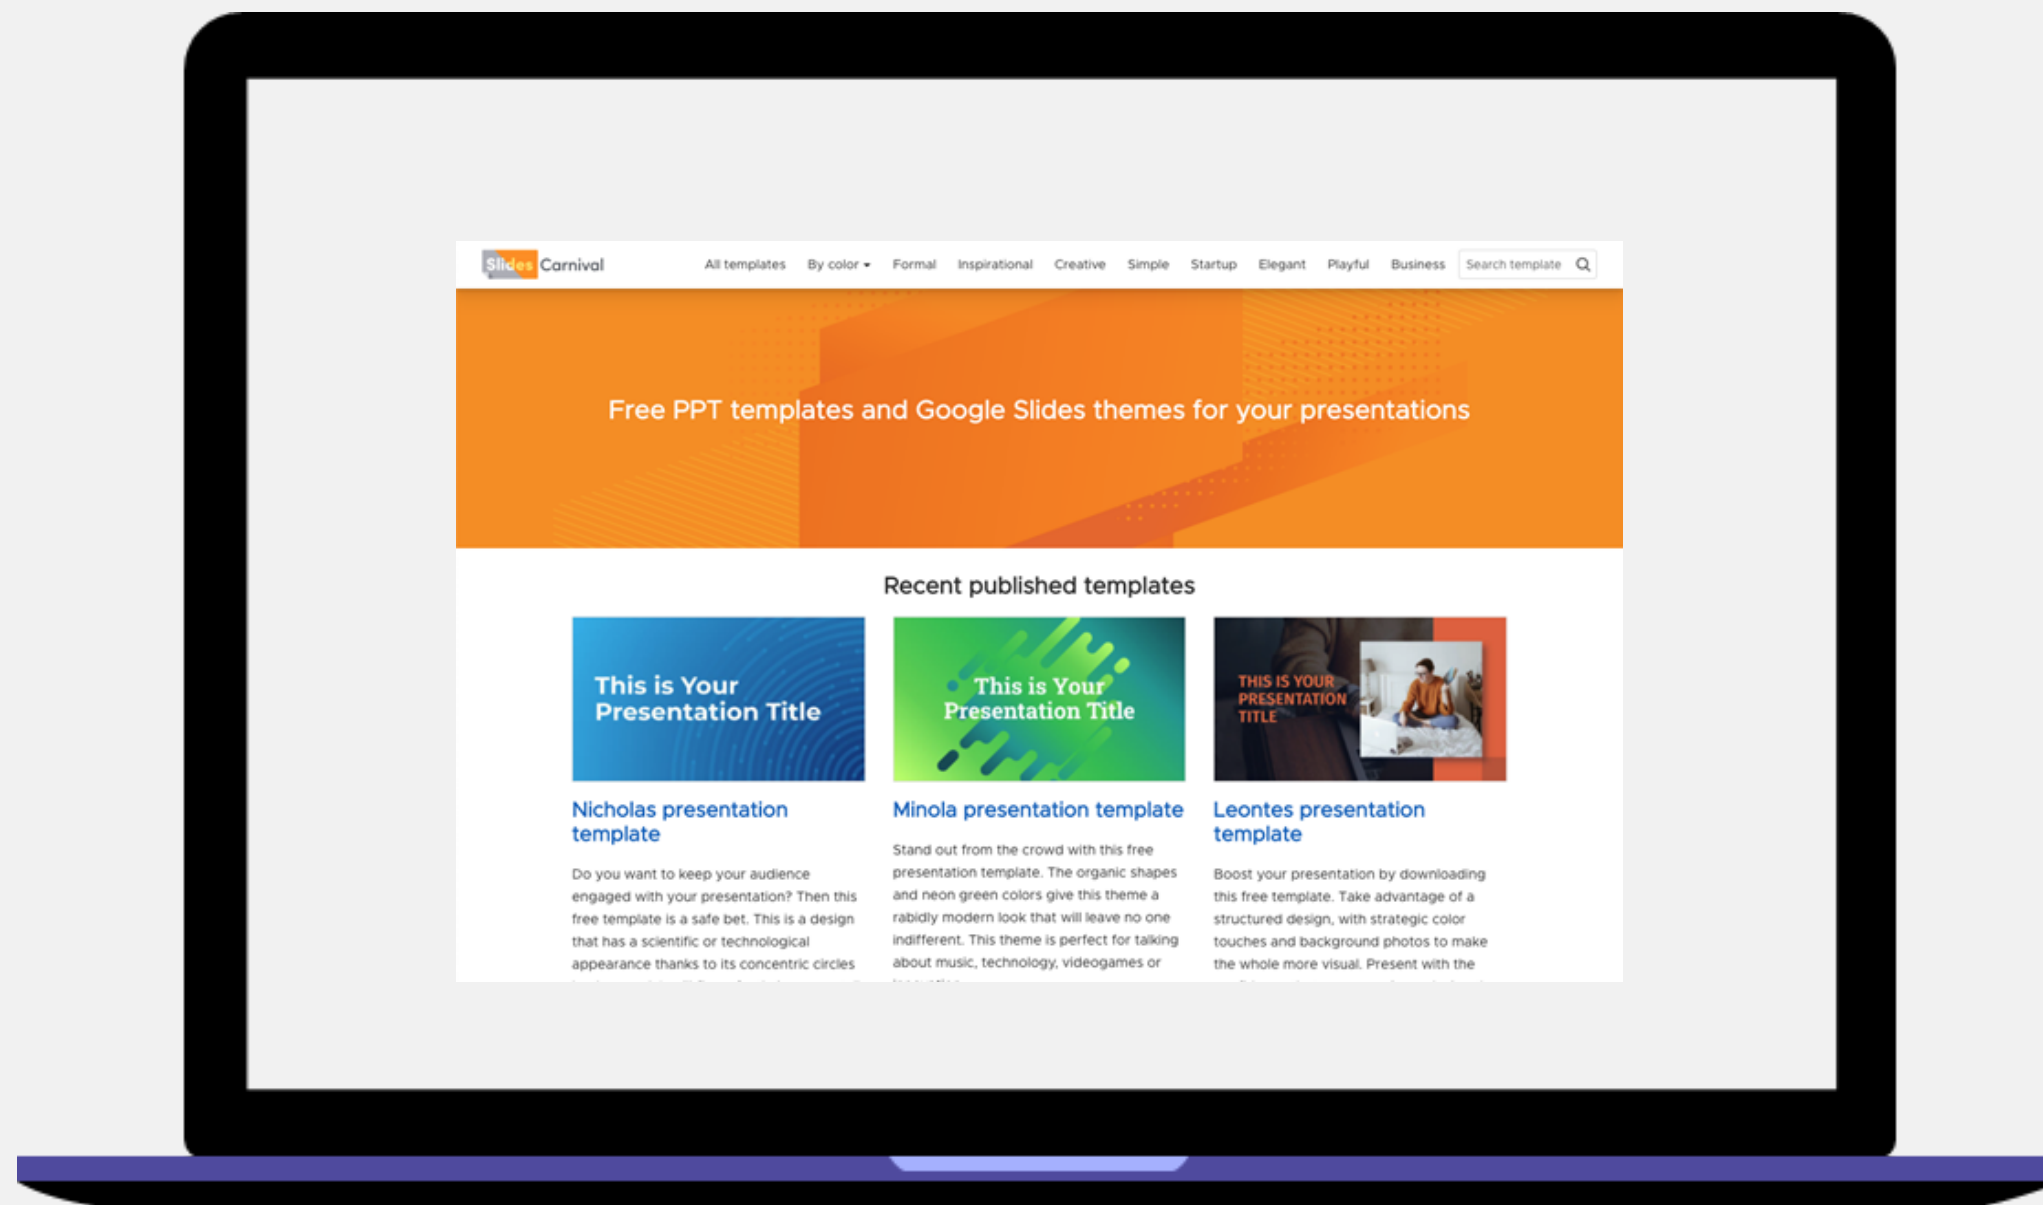 Slides Carnival
All templates By color Formal Inspirational Creative Simple Startup Elegant Playful Business Search template
Free PPT templates and Google Slides themes for your presentations
Recent published templates
This is Your
Presentation Title
This is Your
Presentation Title
THIS IS YOUR
PRESENTATION
TITLE
Nicholas presentation
template
Do you want to keep your audience
engaged with your presentation? Then this
free template is a safe bet. This is a design
that has a scientific or technological
appearance thanks to its concentric circles
Minola presentation template
Stand out from the crowd with this free
presentation template. The organic shapes
and neon green colors give this theme a
rabidly modern look that will leave no one
indifferent. This theme is perfect for talking
about music, technology, videogames or
Leontes presentation
template
Boost your presentation by downloading
this free template. Take advantage of a
structured design, with strategic color
touches and background photos to make
the whole more visual. Present with the